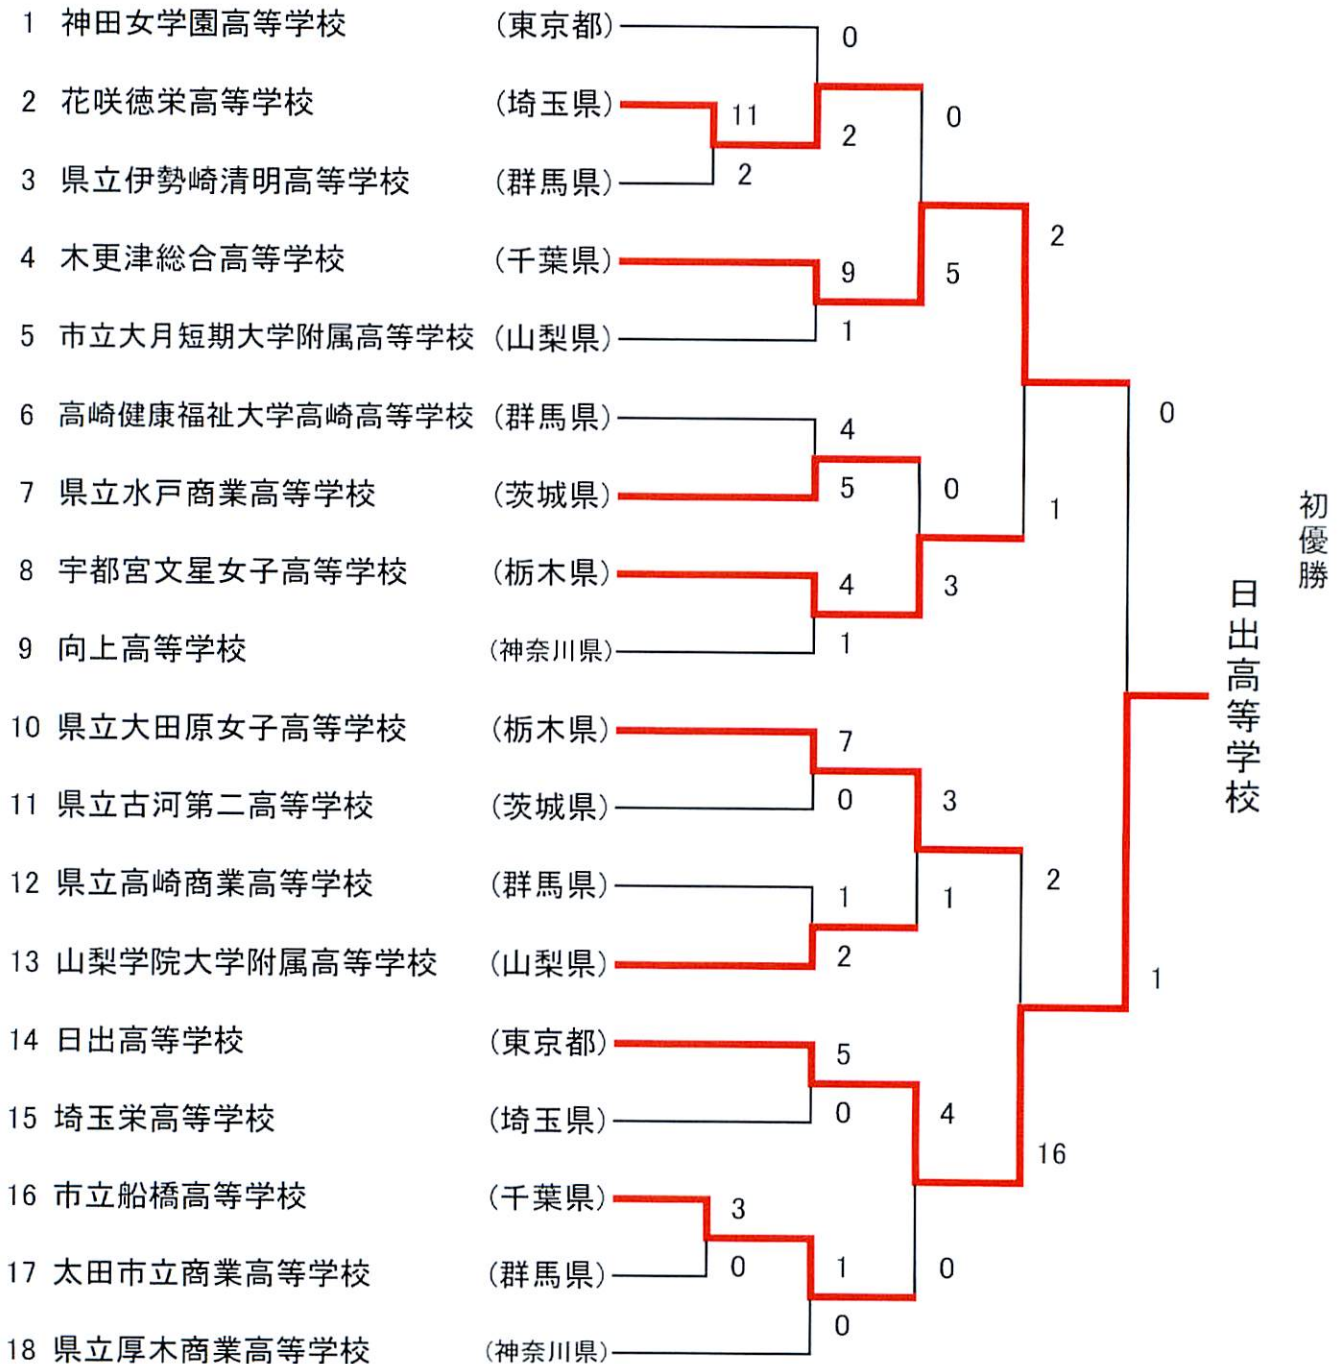 1 神田女学園高等学校 (東京都)
0
2 花咲徳栄高等学校 (埼玉県)
11
2
0
3 県立伊勢崎清明高等学校 (群馬県)
2
2
4 木更津総合高等学校 (千葉県)
9
5
5 市立大月短期大学附属高等学校 (山梨県)
1
6 高崎健康福祉大学高崎高等学校 (群馬県)
4
0
7 県立水戸商業高等学校 (茨城県)
5
0
1
8 宇都宮文星女子高等学校 (栃木県)
4
3
9 向上高等学校 (神奈川県)
1
初優勝
日出高等学校
10 県立大田原女子高等学校 (栃木県)
7
11 県立古河第二高等学校 (茨城県)
0
3
12 県立高崎商業高等学校 (群馬県)
1
1
2
13 山梨学院大学附属高等学校 (山梨県)
2
1
14 日出高等学校 (東京都)
5
15 埼玉栄高等学校 (埼玉県)
0
4
16
16 市立船橋高等学校 (千葉県)
3
17 太田市立商業高等学校 (群馬県)
0
1
0
18 県立厚木商業高等学校 (神奈川県)
0